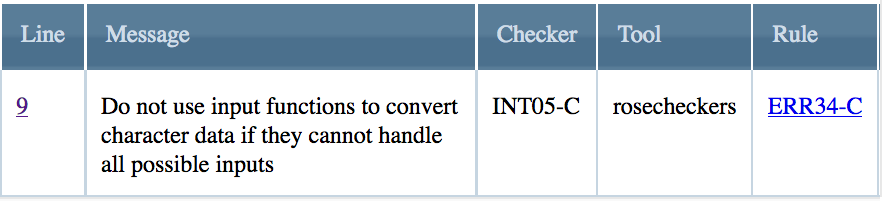 Line Message Checker Tool Rule
9 Do not use input functions to convert INT05-C rosecheckers ERR34-C
character data if they cannot handle
all possible inputs